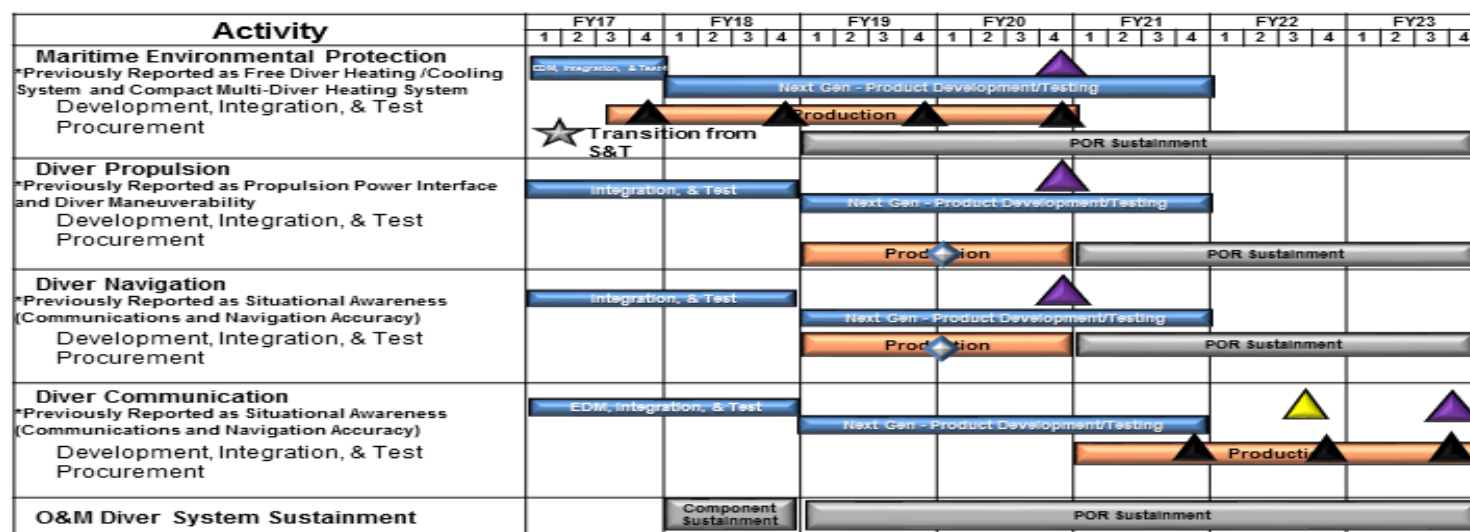 Activity
FY17 FY18 FY19 FY20 FY21 FY22 FY23
1 2 3 4 1 2 3 4 1 2 3 4 1 2 3 4 1 2 3 4 1 2 3 4 1 2 3 4
Maritime Environmental Protection
*Previously Reported as Free Diver Heating /Cooling
System and Compact Multi-Diver Heating System
Development, Integration, & Test
Procurement
EDM, Integration, & Test
Next Gen - Product Development/Testing
Production
Transition from
S&T
POR Sustainment
Diver Propulsion
*Previously Reported as Propulsion Power Interface
and Diver Maneuverability
Development, Integration, & Test
Procurement
Integration, & Test
Next Gen - Product Development/Testing
Production
POR Sustainment
Diver Navigation
*Previously Reported as Situational Awareness
(Communications and Navigation Accuracy)
Development, Integration, & Test
Procurement
Integration, & Test
Next Gen - Product Development/Testing
Production
POR Sustainment
Diver Communication
*Previously Reported as Situational Awareness
(Communications and Navigation Accuracy)
Development, Integration, & Test
Procurement
EDM, Integration, & Test
Next Gen - Product Development/Testing
Production
O&M Diver System Sustainment
Component
Sustainment
POR Sustainment